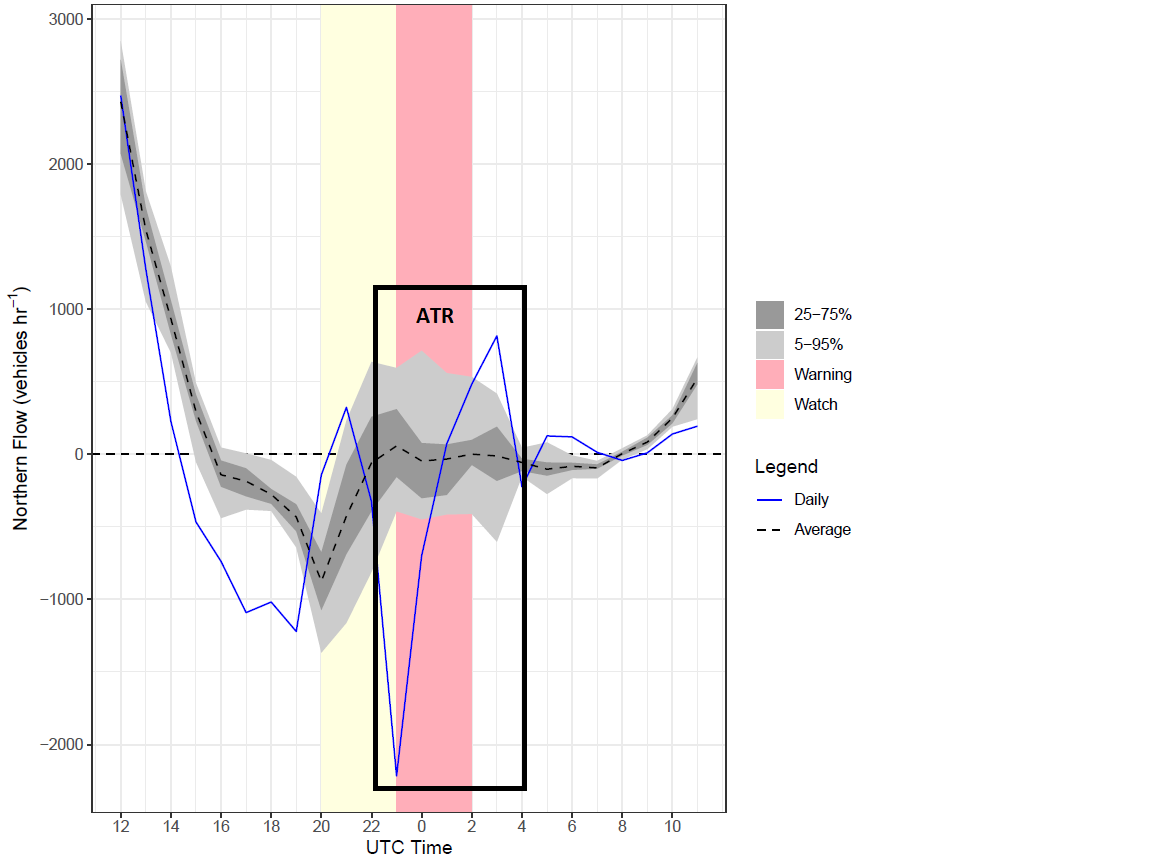 3000
2000
1000
0
−1000
−2000
Northern Flow (vehicles hr⁻¹)
ATR
12 14 16 18 20 22 0 2 4 6 8 10
UTC Time
25−75%
5−95%
Warning
Watch
Legend
Daily
Average